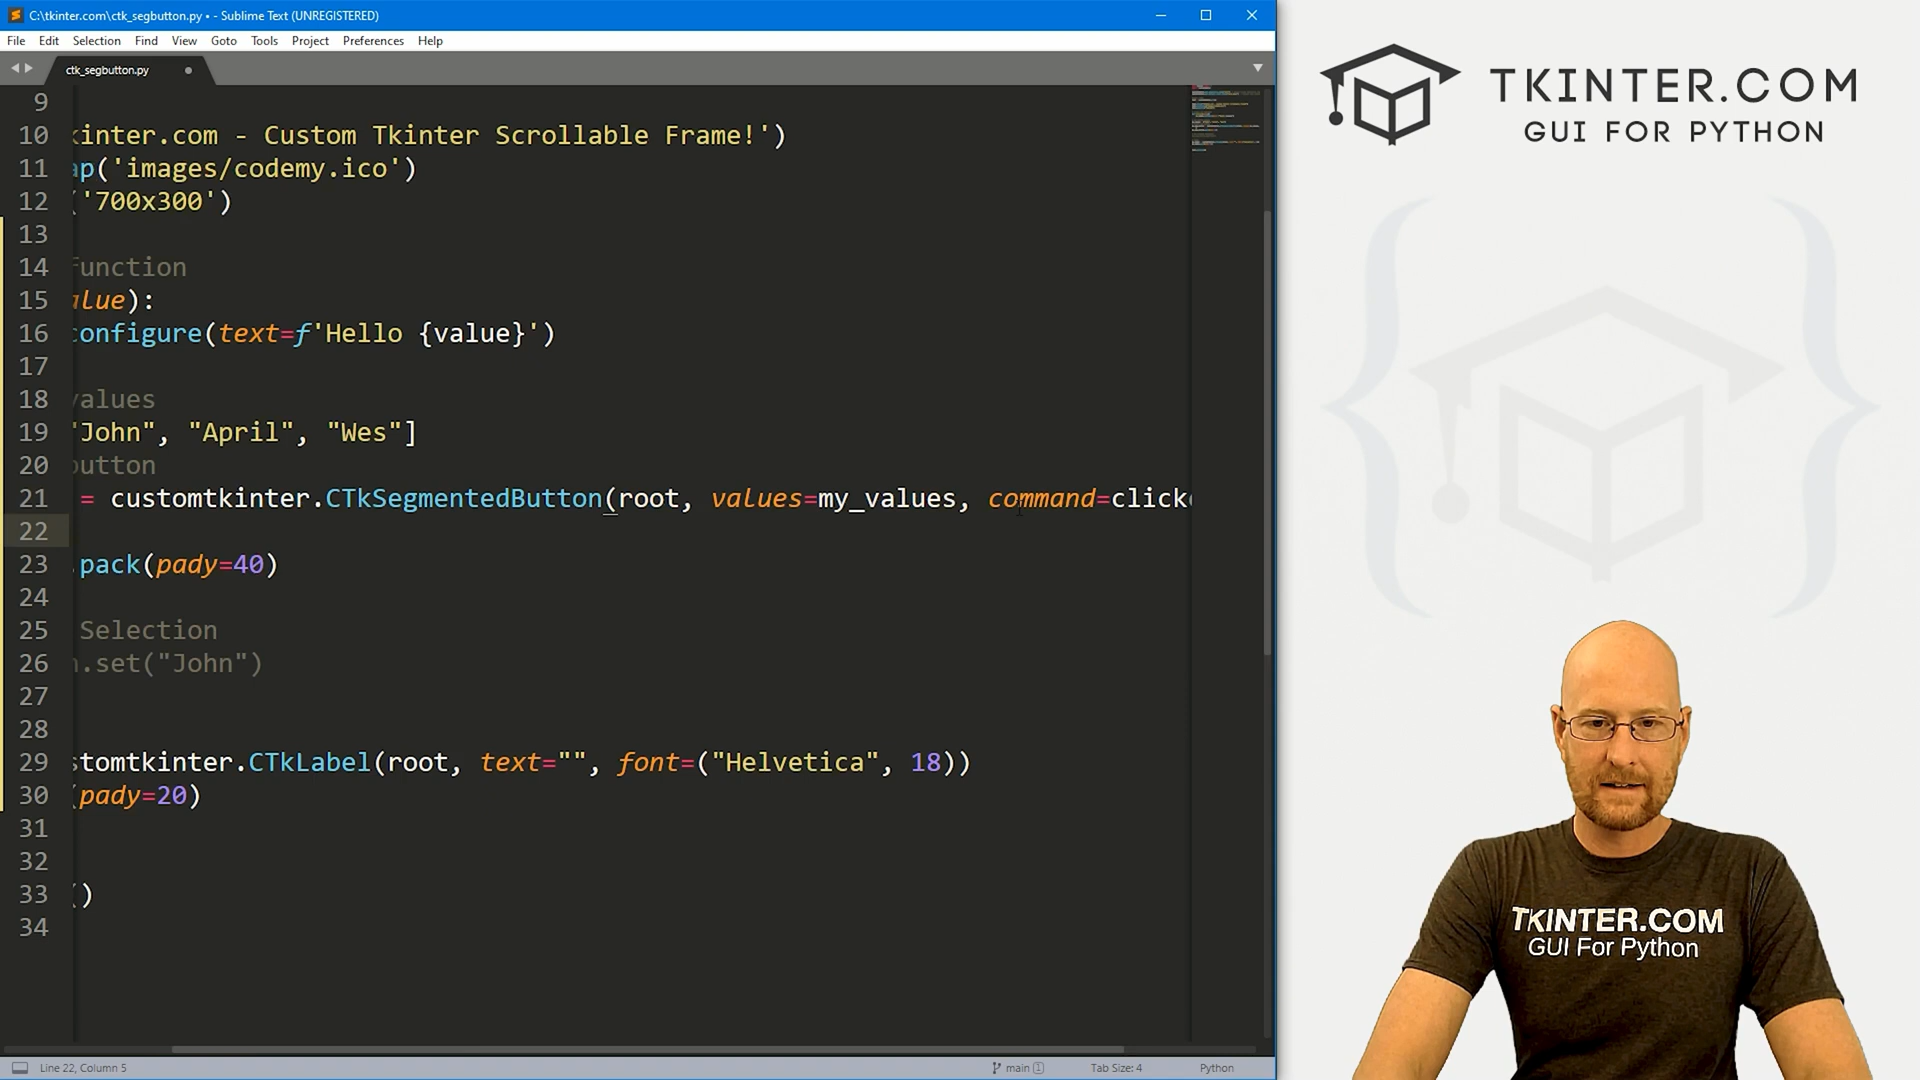 C:\tkinter.com\ctk_segbutton.py • - Sublime Text (UNREGISTERED)
File Edit Selection Find View Goto Tools Project Preferences Help
ctk_segbutton.py
9
10 kinter.com - Custom Tkinter Scrollable Frame!')
11 ap('images/codemy.ico')
12 ('700x300')
13
14 function
15 alue):
16 configure(text=f'Hello {value}')
17
18 values
19 "John", "April", "Wes"]
20 button
21 = customtkinter.CTkSegmentedButton(root, values=my_values, command=clicke
22
23 .pack(pady=40)
24
25 Selection
26 n.set("John")
27
28
29 stomtkinter.CTkLabel(root, text="", font=("Helvetica", 18))
30 (pady=20)
31
32
33 ()
34
Line 22, Column 5
main 1
Tab Size: 4
Python
TKINTER.COM
GUI FOR PYTHON
TKINTER.COM
GUI For Python